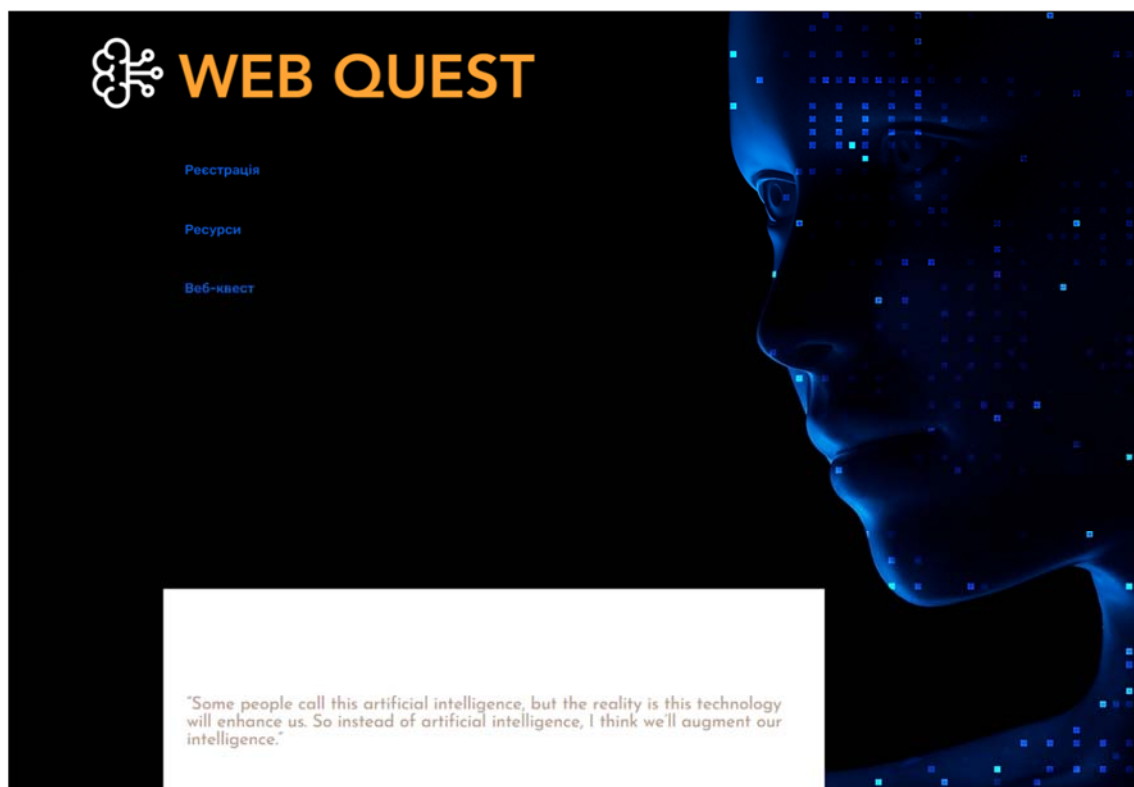 WEB QUEST
Реєстрація
Ресурси
Веб-квест
“Some people call this artificial intelligence, but the reality is this technology
will enhance us. So instead of artificial intelligence, I think we’ll augment our
intelligence.”